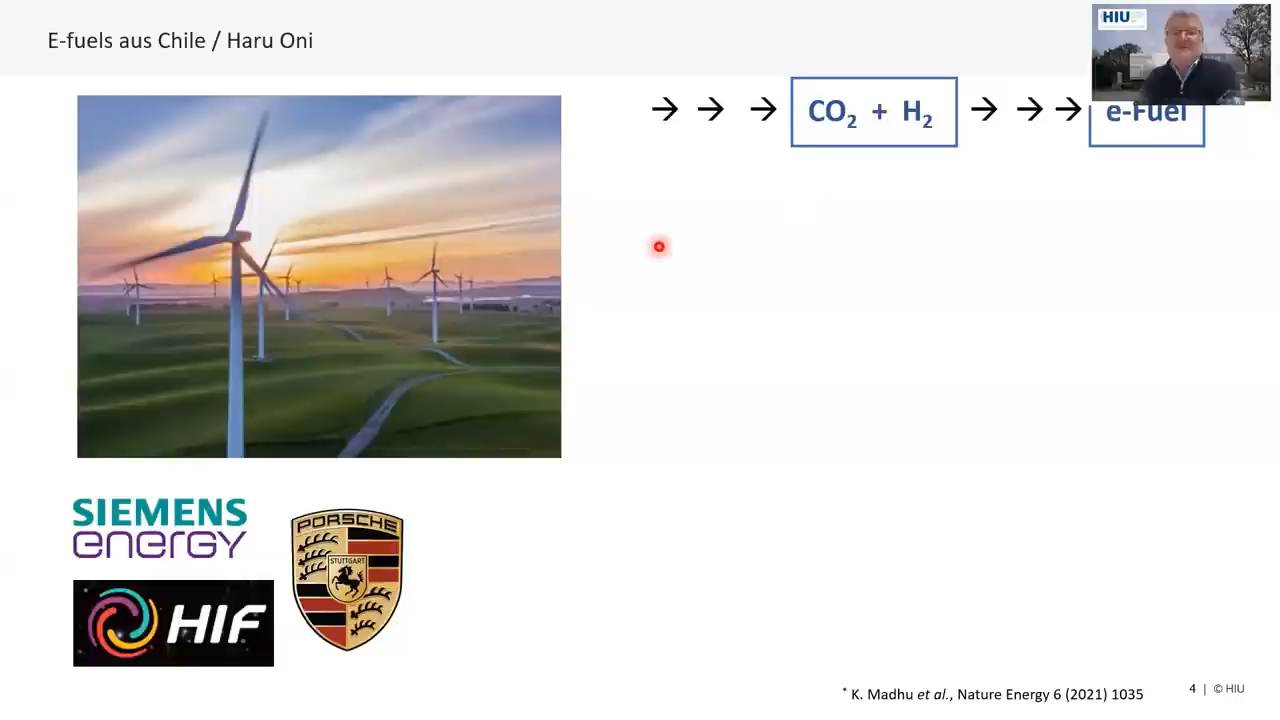 E-fuels aus Chile / Haru Oni
HIU
→ → → CO₂ + H₂ → → → e-Fuel
SIEMENS
energy
PORSCHE
STUTTGART
HIF
* K. Madhu et al., Nature Energy 6 (2021) 1035
4 | © HIU